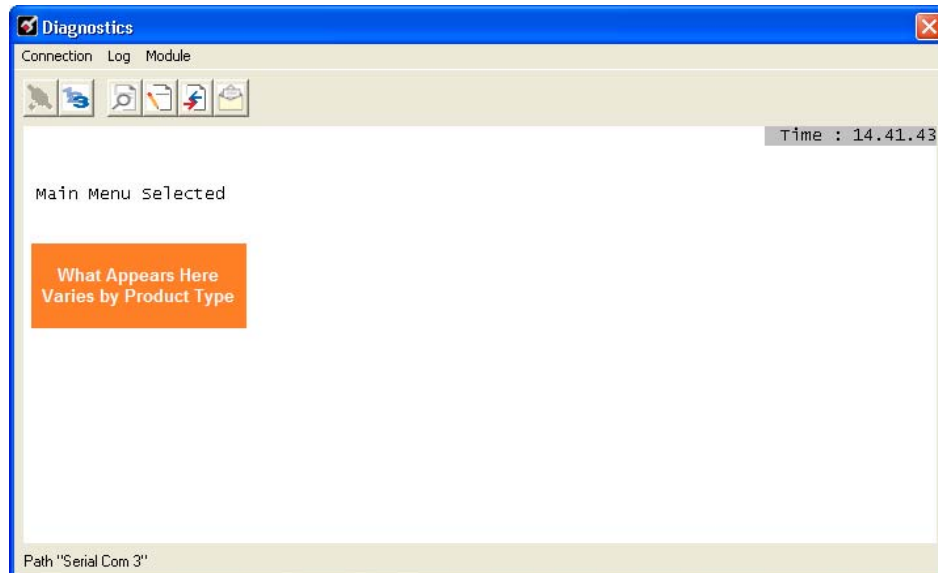 Diagnostics
Connection Log Module
Time : 14.41.43
Main Menu Selected
What Appears Here
Varies by Product Type
Path "Serial Com 3"